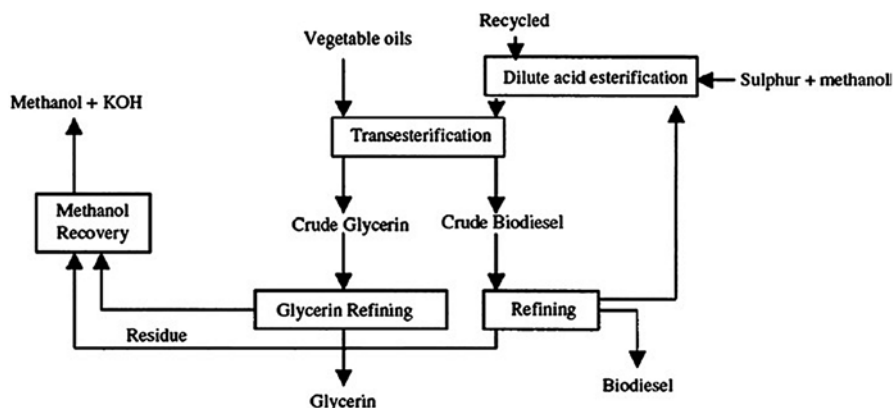 Recycled
Vegetable oils
Dilute acid esterification
Sulphur + methanol
Methanol + KOH
Transesterification
Methanol
Recovery
Crude Glycerin
Crude Biodiesel
Glycerin Refining
Refining
Residue
Biodiesel
Glycerin